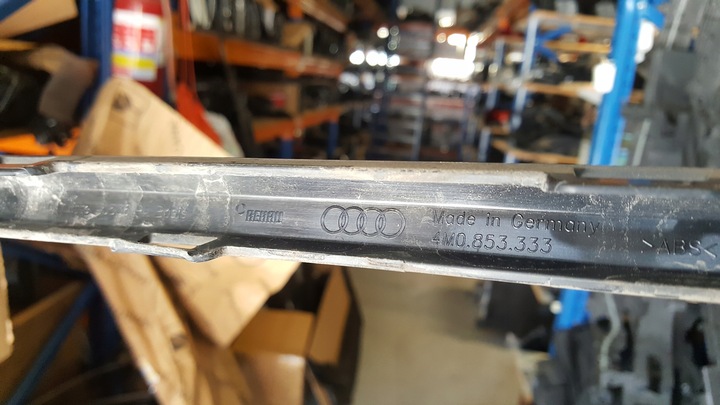 REHAU
Made in Germany
4M0.853.333
>ABS<